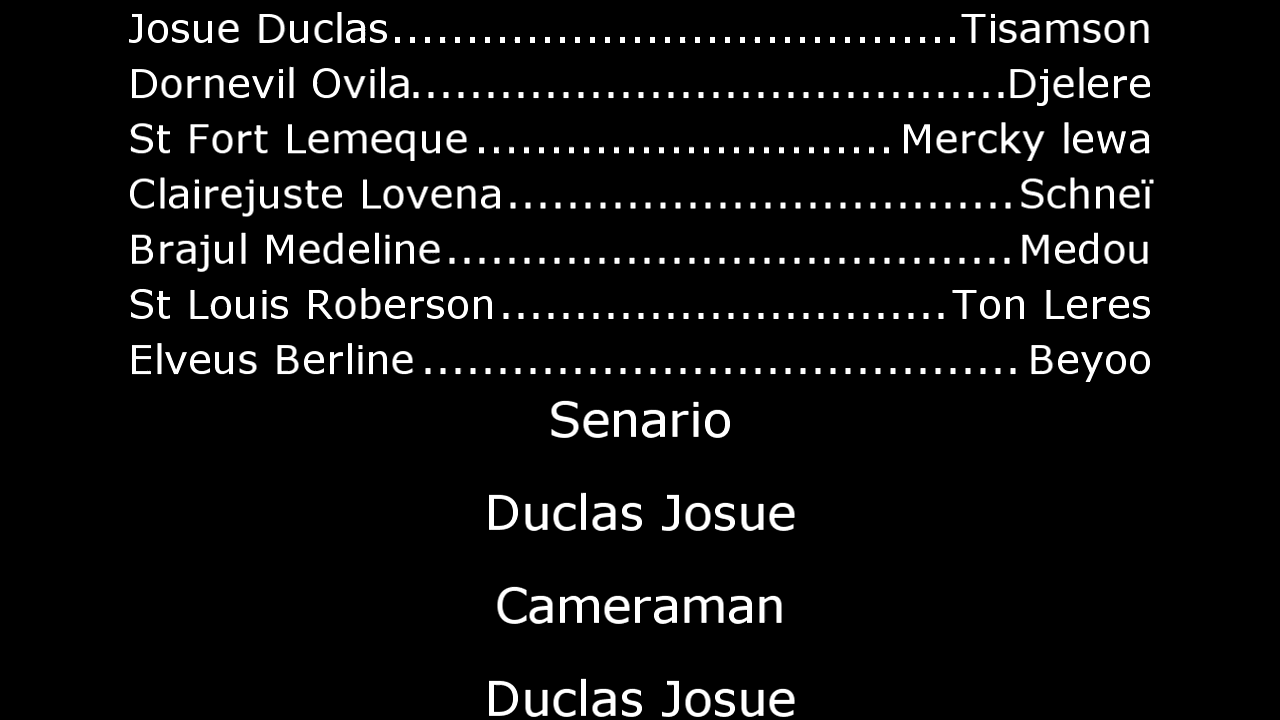 Josue Duclas......................................Tisamson
Dornevil Ovila........................................Djelere
St Fort Lemeque............................Mercky lewa
Clairejuste Lovena..................................Schneï
Brajul Medeline......................................Medou
St Louis Roberson..............................Ton Leres
Elveus Berline........................................Beyoo
Senario
Duclas Josue
Cameraman
Duclas Josue